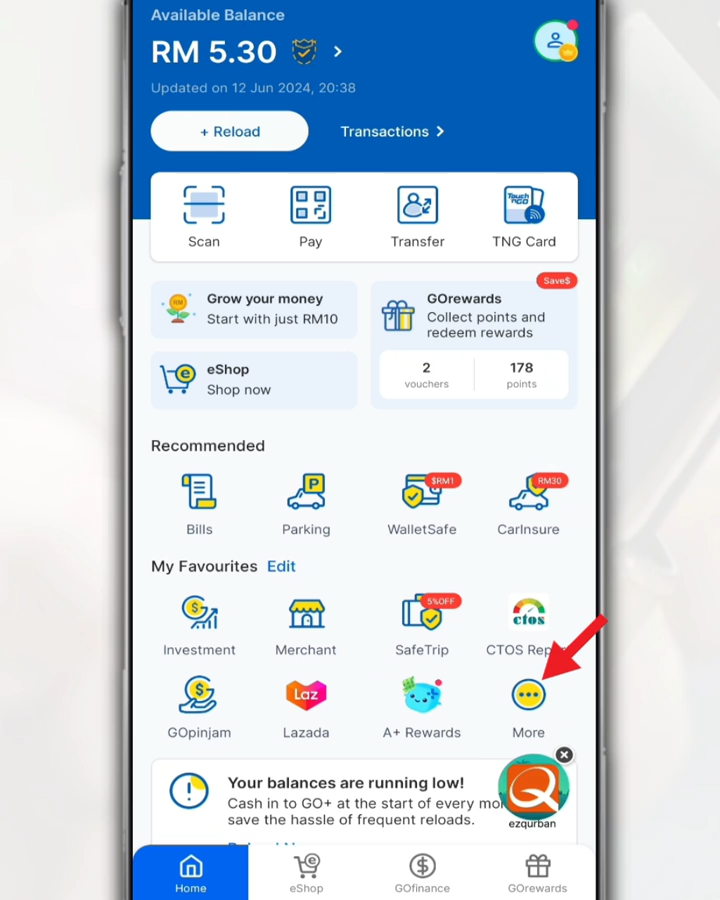 Available Balance
RM 5.30
Updated on 12 Jun 2024, 20:38
+ Reload
Transactions
Touch
nGO
Scan
Pay
Transfer
TNG Card
Save$
RM
Grow your money
Start with just RM10
GOrewards
Collect points and
redeem rewards
e
eShop
Shop now
2
vouchers
178
points
Recommended
P
$RM1
RM30
Bills
Parking
WalletSafe
CarInsure
My Favourites Edit
$
5%OFF
ctos
Investment
Merchant
SafeTrip
CTOS
$
Laz
GOpinjam
Lazada
A+ Rewards
More
Your balances are running low!
Cash in to GO+ at the start of every
save the hassle of frequent reloads.
ezqurban
e
$
Home
eShop
GOfinance
GOrewards